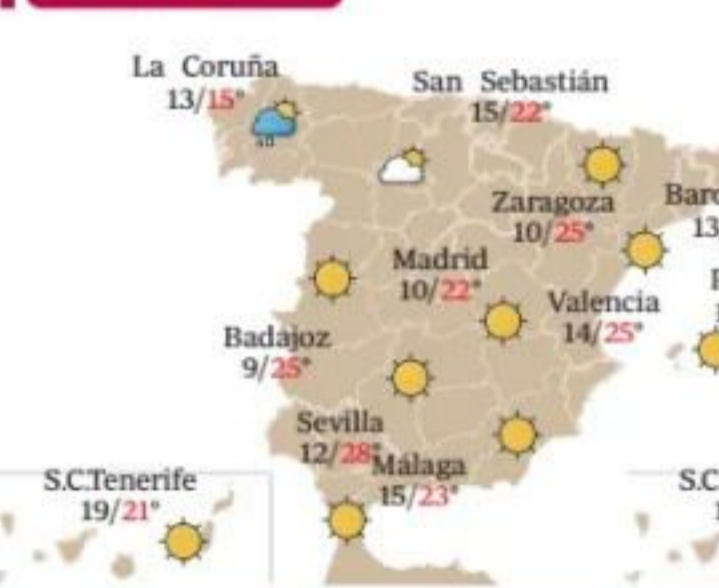 La Coruña
13/15°
San Sebastián
15/22°
Zaragoza
10/25°
13
Madrid
10/22°
Valencia
14/25°
Badajoz
9/25°
Sevilla
12/28°
Málaga
15/23°
S.C.Tenerife
19/21°
S.C.